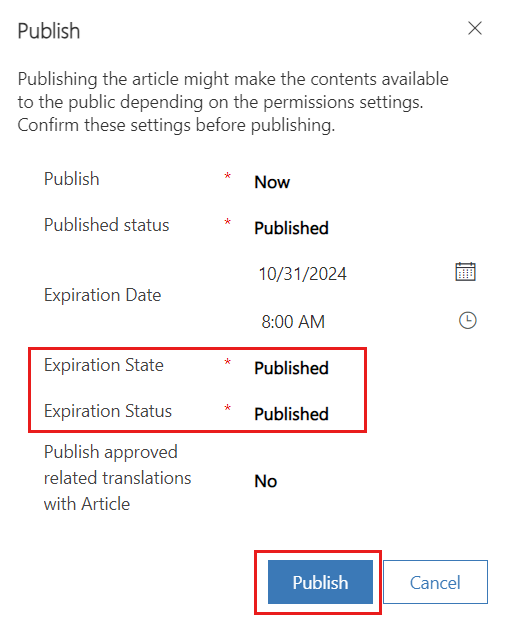 Publish
Publishing the article might make the contents available
to the public depending on the permissions settings.
Confirm these settings before publishing.
Publish * Now
Published status * Published
10/31/2024
Expiration Date
8:00 AM
Expiration State * Published
Expiration Status * Published
Publish approved
related translations No
with Article
Publish Cancel